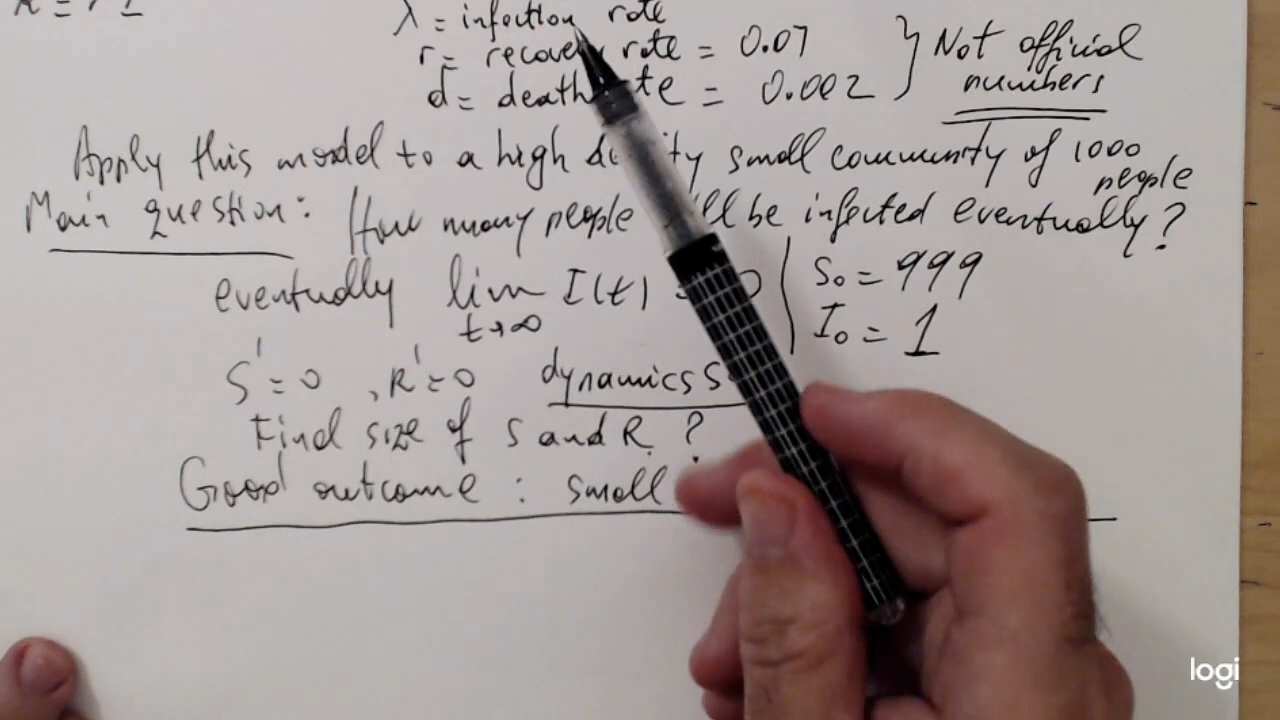 λ = infection rate
r = recovery rate = 0.07
d = death rate = 0.002
} Not official
numbers
Apply this model to a high density small community of 1000
people
Main question: How many people will be infected eventually?
eventually lim I(t) = 0
t→∞
S₀ = 999
I₀ = 1
S' = 0 , R' = 0 dynamics
Find size of S and R ?
Good outcome : small
logi